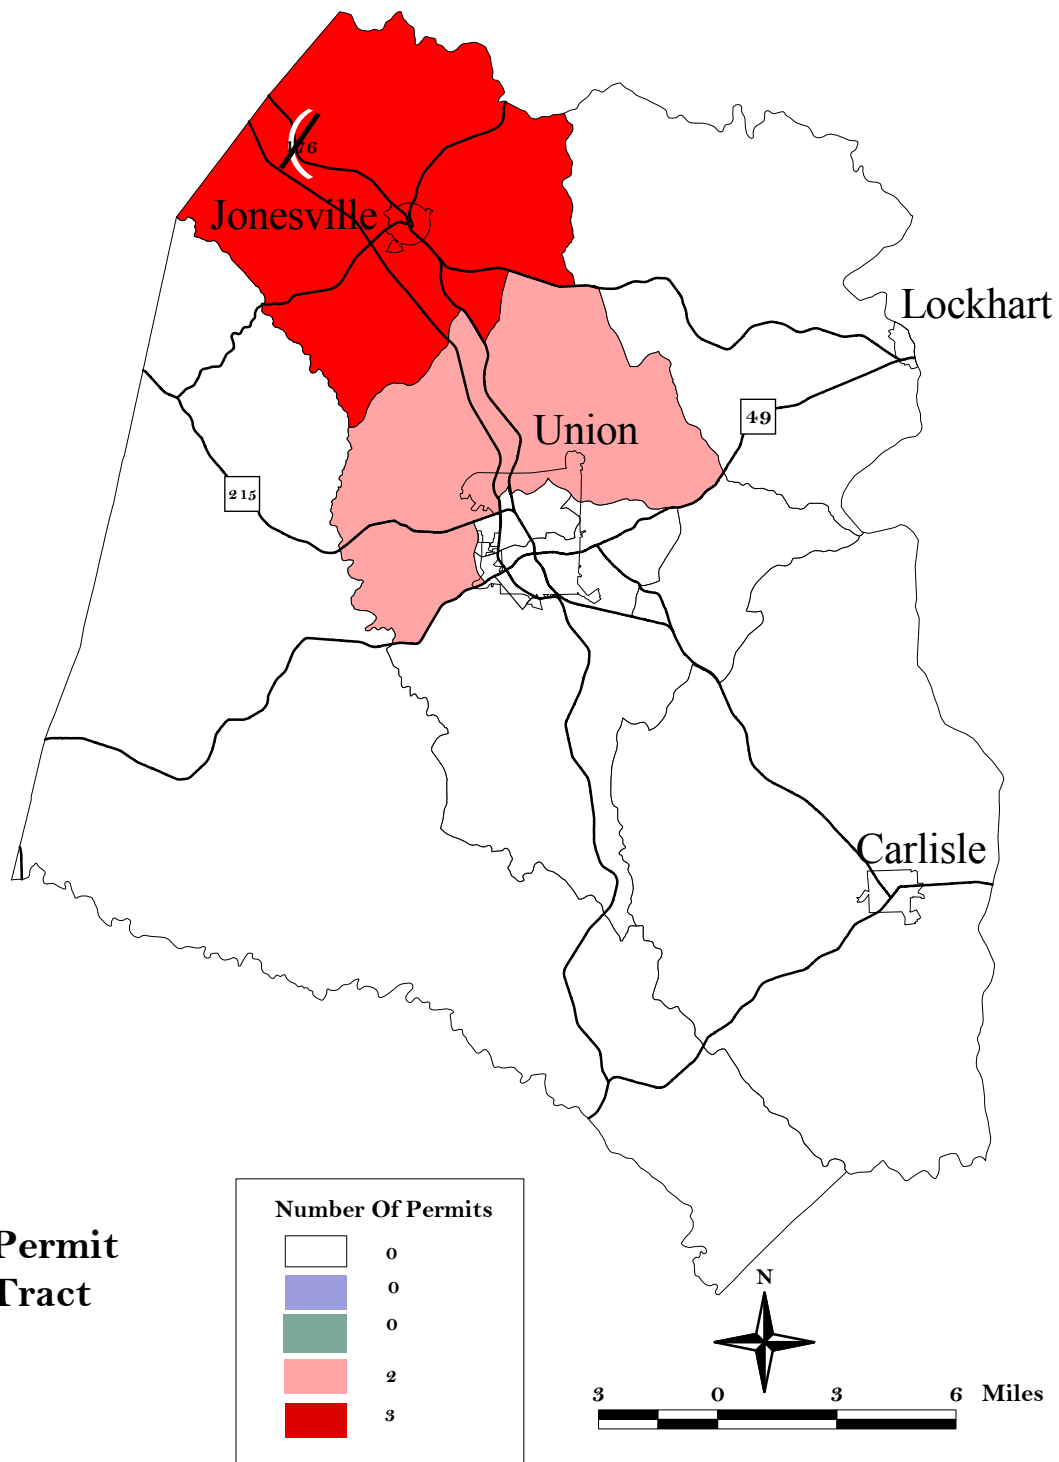 176
Jonesville
Lockhart
49
Union
215
Carlisle
Number Of Permits
0
0
0
2
3
Permit
Tract
N
3 0 3 6 Miles